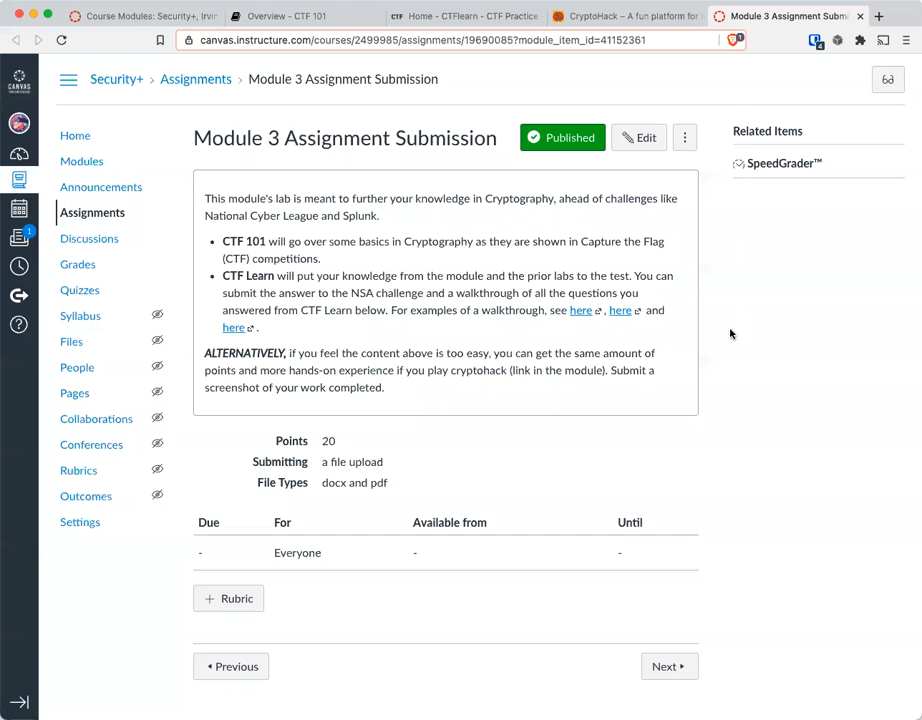 Course Modules: Security+, Irvin
Overview - CTF 101
CTF Home - CTFlearn - CTF Practice
CryptoHack – A fun platform for
Module 3 Assignment Submi
canvas.instructure.com/courses/2499985/assignments/19690085?module_item_id=41152361
1
4
CANVAS
Security+ › Assignments › Module 3 Assignment Submission
Home
Modules
Announcements
Assignments
Discussions
1
Grades
Quizzes
Syllabus
Files
People
Pages
Collaborations
Conferences
Rubrics
Outcomes
Settings
Module 3 Assignment Submission
Published
Edit
This module's lab is meant to further your knowledge in Cryptography, ahead of challenges like
National Cyber League and Splunk.
• CTF 101 will go over some basics in Cryptography as they are shown in Capture the Flag
(CTF) competitions.
• CTF Learn will put your knowledge from the module and the prior labs to the test. You can
submit the answer to the NSA challenge and a walkthrough of all the questions you
answered from CTF Learn below. For examples of a walkthrough, see here , here and
here .
ALTERNATIVELY, if you feel the content above is too easy, you can get the same amount of
points and more hands-on experience if you play cryptohack (link in the module). Submit a
screenshot of your work completed.
Points 20
Submitting a file upload
File Types docx and pdf
Due For Available from Until
- Everyone - -
+ Rubric
Previous
Next
Related Items
SpeedGrader™